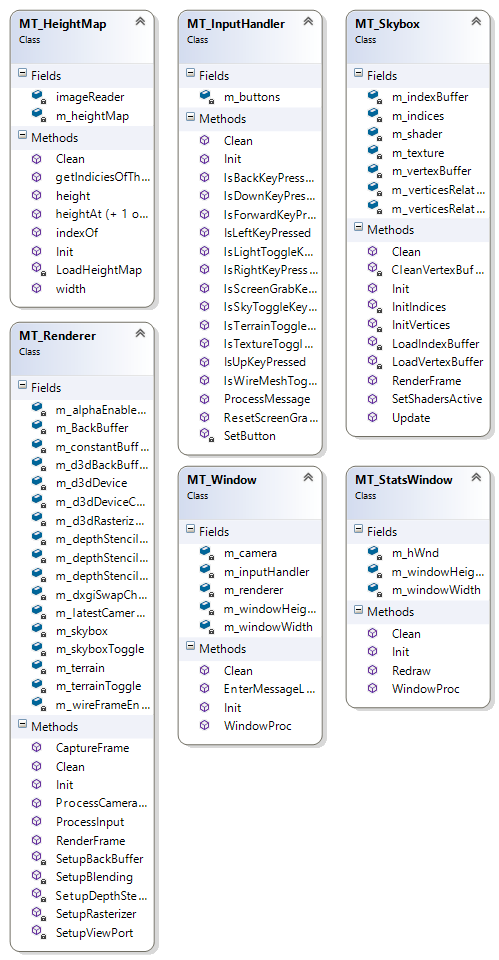 MT_HeightMap
Class
Fields
imageReader
m_heightMap
Methods
Clean
getIndiciesOfTh...
height
heightAt (+ 1 o...
indexOf
Init
LoadHeightMap
width
MT_InputHandler
Class
Fields
m_buttons
Methods
Clean
Init
IsBackKeyPress...
IsDownKeyPres...
IsForwardKeyPr...
IsLeftKeyPressed
IsLightToggleK...
IsRightKeyPress...
IsScreenGrabKe...
IsSkyToggleKey...
IsTerrainToggle...
IsTextureToggl...
IsUpKeyPressed
IsWireMeshTog...
ProcessMessage
ResetScreenGra...
SetButton
MT_Skybox
Class
Fields
m_indexBuffer
m_indices
m_shader
m_texture
m_vertexBuffer
m_verticesRelat...
m_verticesRelat...
Methods
Clean
CleanVertexBuf...
Init
InitIndices
InitVertices
LoadIndexBuffer
LoadVertexBuffer
RenderFrame
SetShadersActive
Update
MT_Renderer
Class
Fields
m_alphaEnable...
m_BackBuffer
m_constantBuff...
m_d3dBackBuff...
m_d3dDevice
m_d3dDeviceC...
m_d3dRasteriz...
m_depthStencil...
m_depthStencil...
m_depthStencil...
m_dxgiSwapCh...
m_latestCamer...
m_skybox
m_skyboxToggle
m_terrain
m_terrainToggle
m_wireFrameEn...
Methods
CaptureFrame
Clean
Init
ProcessCamera...
ProcessInput
RenderFrame
SetupBackBuffer
SetupBlending
SetupDepthSte...
SetupRasterizer
SetupViewPort
MT_Window
Class
Fields
m_camera
m_inputHandler
m_renderer
m_windowHeig...
m_windowWidth
Methods
Clean
EnterMessageL...
Init
WindowProc
MT_StatsWindow
Class
Fields
m_hWnd
m_windowHeig...
m_windowWidth
Methods
Clean
Init
Redraw
WindowProc